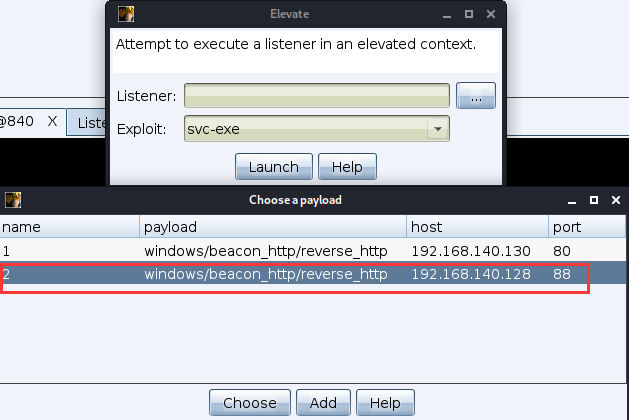 Elevate
Attempt to execute a listener in an elevated context.
Listener:
...
@840 X Liste
Exploit: svc-exe
Launch Help
Choose a payload
name payload host port
1 windows/beacon_http/reverse_http 192.168.140.130 80
2 windows/beacon_http/reverse_http 192.168.140.128 88
Choose Add Help